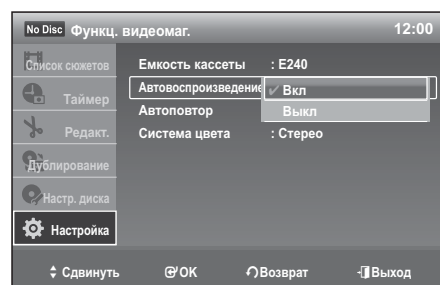 No Disc Функц. видеомаг. 12:00
Список сюжетов
Таймер
Редакт.
Дублирование
Настр. диска
Настройка
Емкость кассеты : E240
Автовоспроизведение
Автоповтор
Система цвета : Стерео
✔ Вкл
Выкл
Сдвинуть OK Возврат Выход